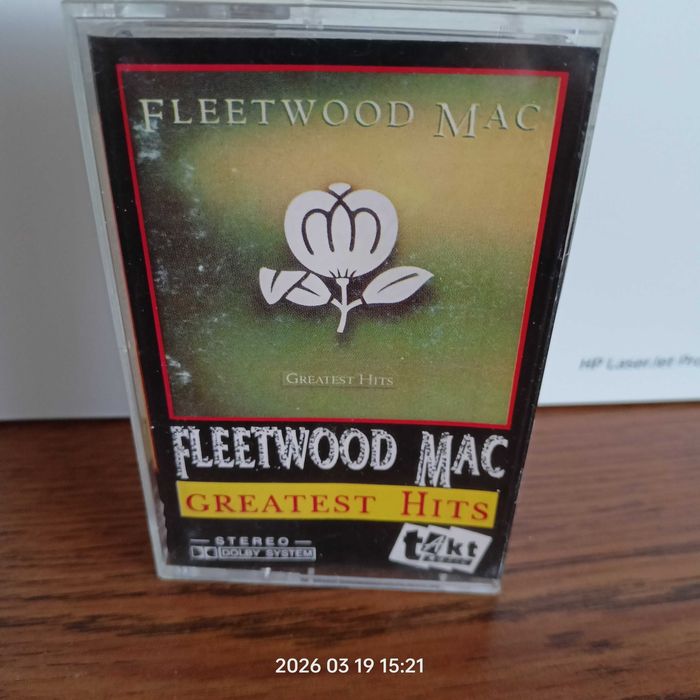 FLEETWOOD MAC
GREATEST HITS
FLEETWOOD MAC
GREATEST HITS
STEREO
DOLBY SYSTEM
takt
HP LaserJet Pro
2026 03 19 15:21